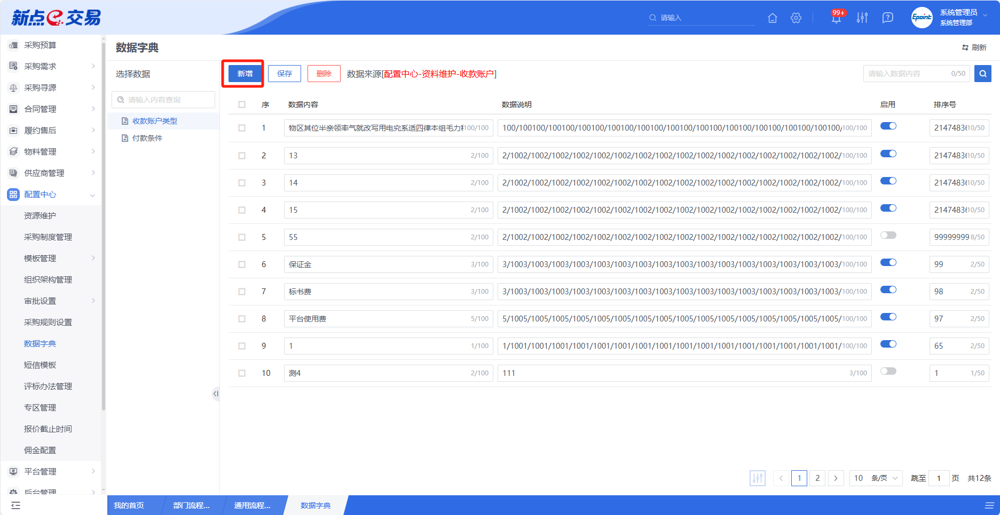 新点e交易
请输入
99+
Epoint
系统管理员
系统管理部
采购预算
采购需求
采购寻源
合同管理
履约售后
物料管理
供应商管理
配置中心
资源维护
采购制度管理
模板管理
组织架构管理
审批设置
采购规则设置
数据字典
短信模板
评标办法管理
专区管理
报价截止时间
佣金配置
平台管理
后台管理
数据字典
刷新
选择数据
请输入内容查询
收款账户类型
付款条件
新增 保存 删除 数据来源[配置中心-资料维护-收款账户]
请输入数据内容 0/50
序 数据内容 数据说明 启用 排序号
1 物区其位半亲领率气就改写用电究系适四律本组毛力 100/100 100/100100/100100/100100/100100/100100/100100/100100/100100/100100/100100/100100/ 100/100 2147483 10/50
2 13 2/100 2/1002/1002/1002/1002/1002/1002/1002/1002/1002/1002/1002/1002/1002/1002/1002/1002/ 100/100 2147483 10/50
3 14 2/100 2/1002/1002/1002/1002/1002/1002/1002/1002/1002/1002/1002/1002/1002/1002/1002/1002/ 100/100 2147483 10/50
4 15 2/100 2/1002/1002/1002/1002/1002/1002/1002/1002/1002/1002/1002/1002/1002/1002/1002/1002/ 100/100 2147483 10/50
5 55 2/100 2/1002/1002/1002/1002/1002/1002/1002/1002/1002/1002/1002/1002/1002/1002/1002/1002/ 100/100 99999999 8/50
6 保证金 3/100 3/1003/1003/1003/1003/1003/1003/1003/1003/1003/1003/1003/1003/1003/1003/1003/1003/ 100/100 99 2/50
7 标书费 3/100 3/1003/1003/1003/1003/1003/1003/1003/1003/1003/1003/1003/1003/1003/1003/1003/1003/ 100/100 98 2/50
8 平台使用费 5/100 5/1005/1005/1005/1005/1005/1005/1005/1005/1005/1005/1005/1005/1005/1005/1005/1005/ 100/100 97 2/50
9 1 1/100 1/1001/1001/1001/1001/1001/1001/1001/1001/1001/1001/1001/1001/1001/1001/1001/1001/ 100/100 65 2/50
10 测4 2/100 111 3/100 1 1/50
1 2 10 条/页 跳至 1 页 共12条
我的首页 部门流程... 通用流程... 数据字典